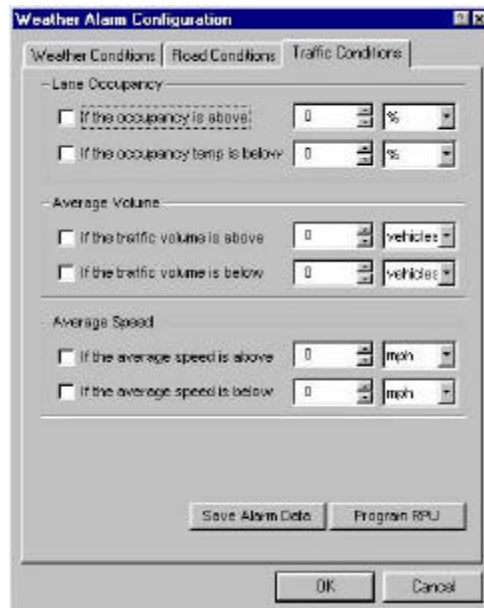 Weather Alarm Configuration
Weather Conditions Road Conditions Traffic Conditions
Lane Occupancy
If the occupancy is above: 0 %
If the occupancy temp is below 0 %
Average Volume
If the traffic volume is above 0 vehicles
If the traffic volume is below 0 vehicles
Average Speed
If the average speed is above 0 mph
If the average speed is below 0 mph
Save Alarm Data Program RPU
OK Cancel